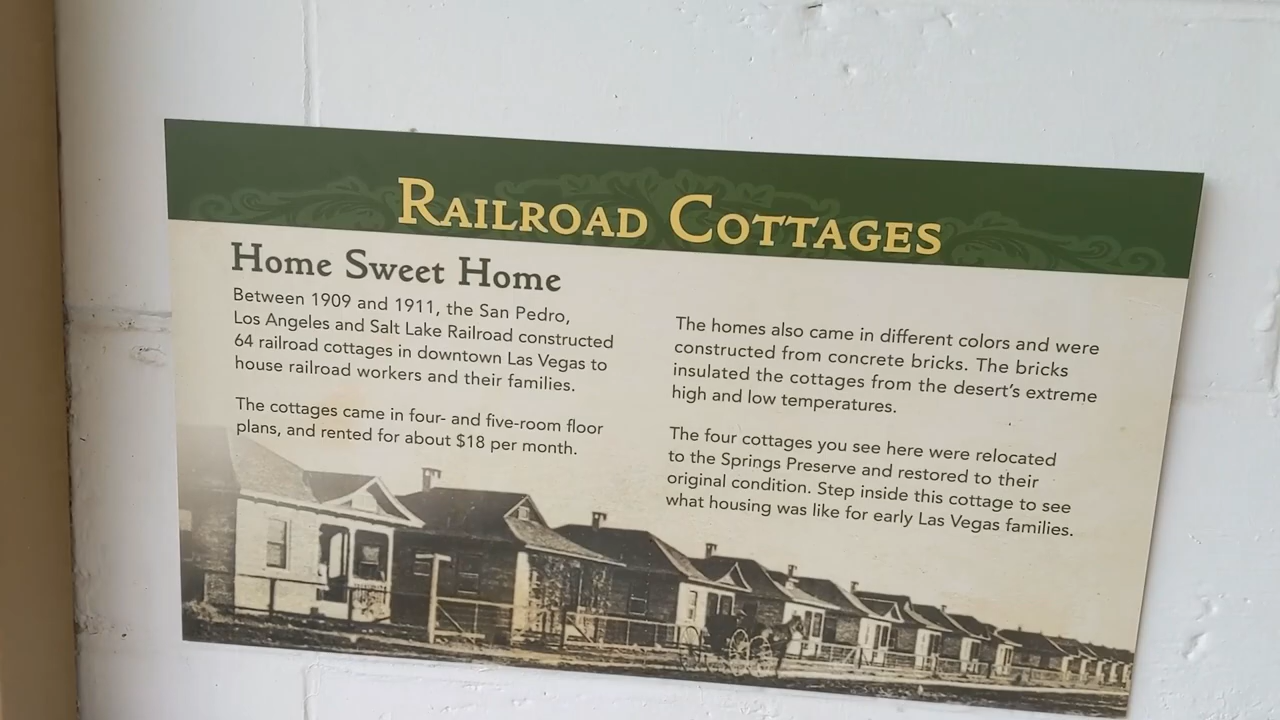 RAILROAD COTTAGES
Home Sweet Home
Between 1909 and 1911, the San Pedro,
Los Angeles and Salt Lake Railroad constructed
64 railroad cottages in downtown Las Vegas to
house railroad workers and their families.
The cottages came in four- and five-room floor
plans, and rented for about $18 per month.
The homes also came in different colors and were
constructed from concrete bricks. The bricks
insulated the cottages from the desert's extreme
high and low temperatures.
The four cottages you see here were relocated
to the Springs Preserve and restored to their
original condition. Step inside this cottage to see
what housing was like for early Las Vegas families.